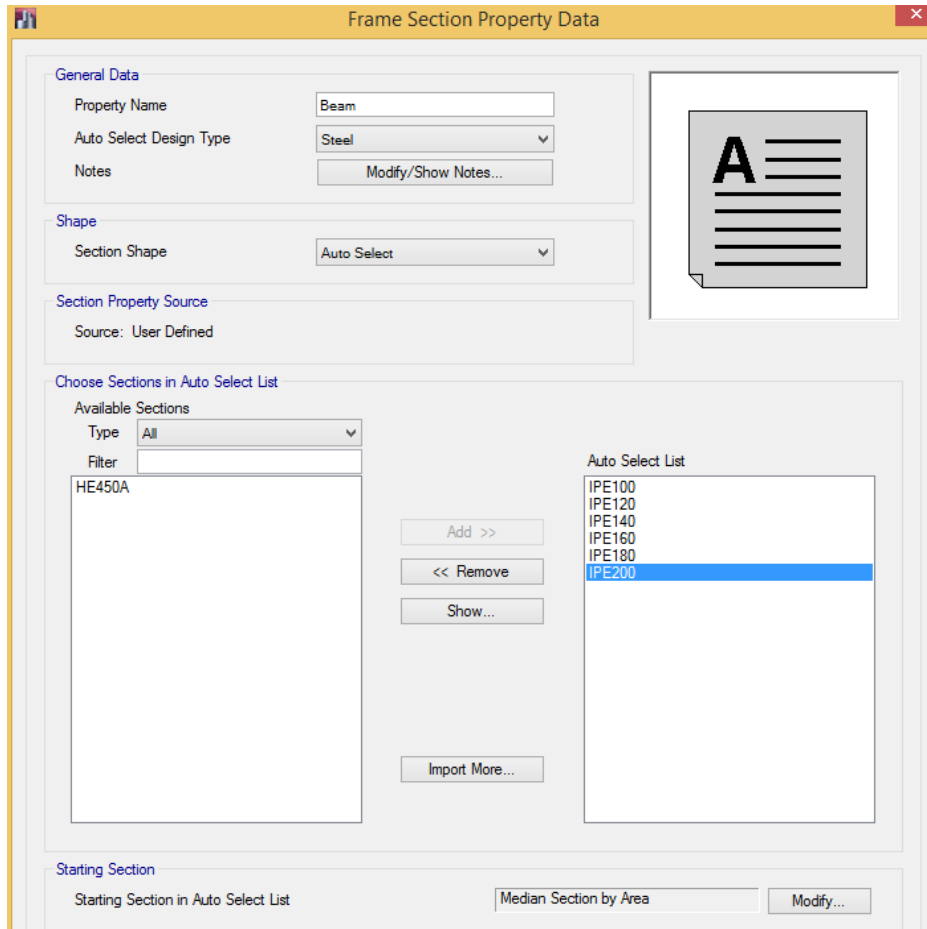 Frame Section Property Data
General Data
Property Name Beam
Auto Select Design Type Steel
Notes Modify/Show Notes...
A
Shape
Section Shape Auto Select
Section Property Source
Source: User Defined
Choose Sections in Auto Select List
Available Sections
Type All
Filter
HE450A
Add >>
<< Remove
Show...
Import More...
Auto Select List
IPE100
IPE120
IPE140
IPE160
IPE180
IPE200
Starting Section
Starting Section in Auto Select List Median Section by Area Modify...